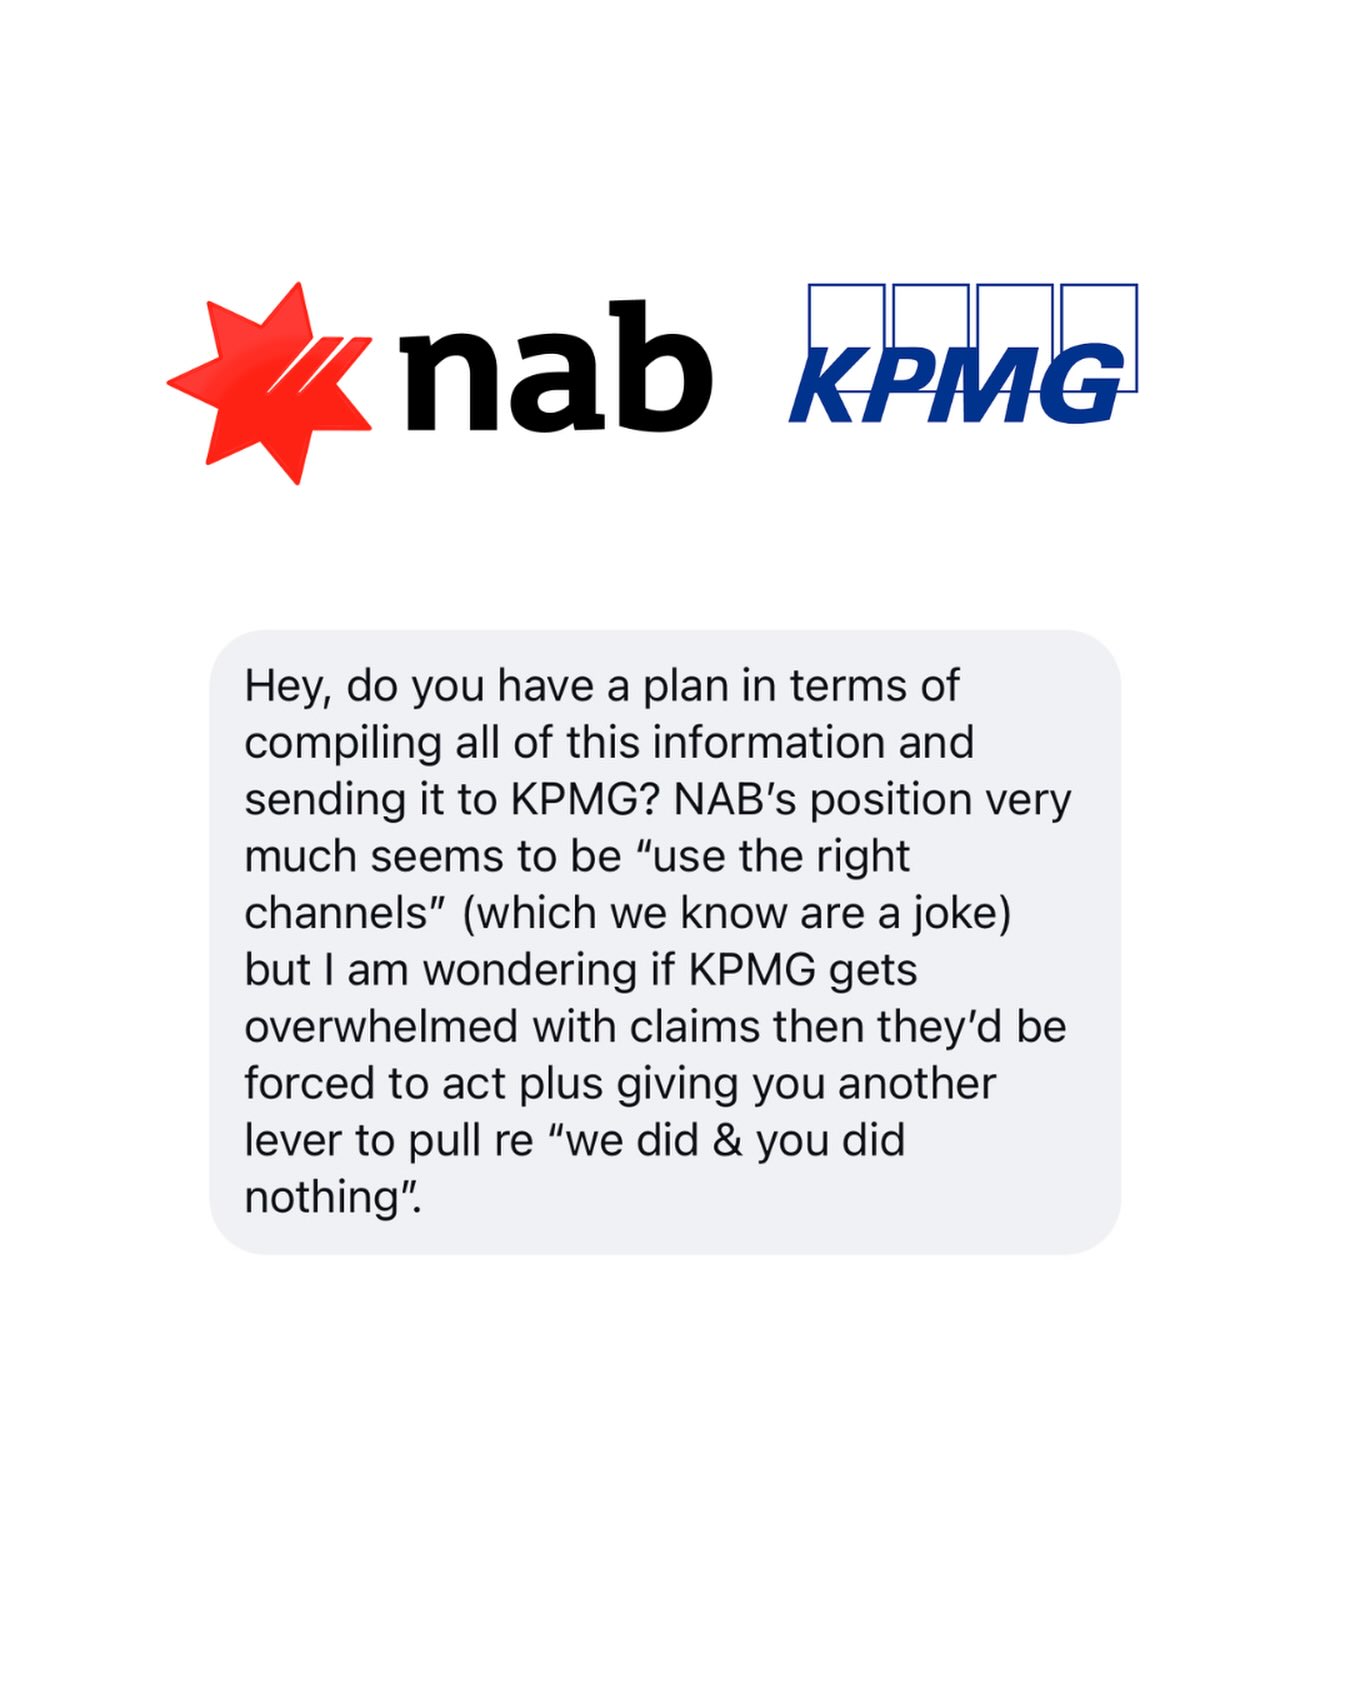 nab KPMG
Hey, do you have a plan in terms of
compiling all of this information and
sending it to KPMG? NAB’s position very
much seems to be “use the right
channels” (which we know are a joke)
but I am wondering if KPMG gets
overwhelmed with claims then they’d be
forced to act plus giving you another
lever to pull re “we did & you did
nothing”.